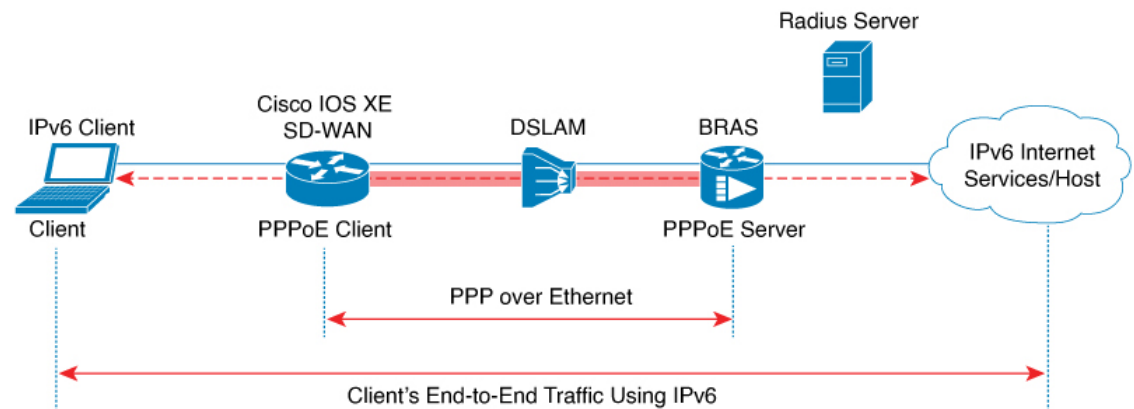 Radius Server
Cisco IOS XE
SD-WAN
IPv6 Client
DSLAM
BRAS
IPv6 Internet
Services/Host
Client
PPPoE Client
PPPoE Server
PPP over Ethernet
Client's End-to-End Traffic Using IPv6